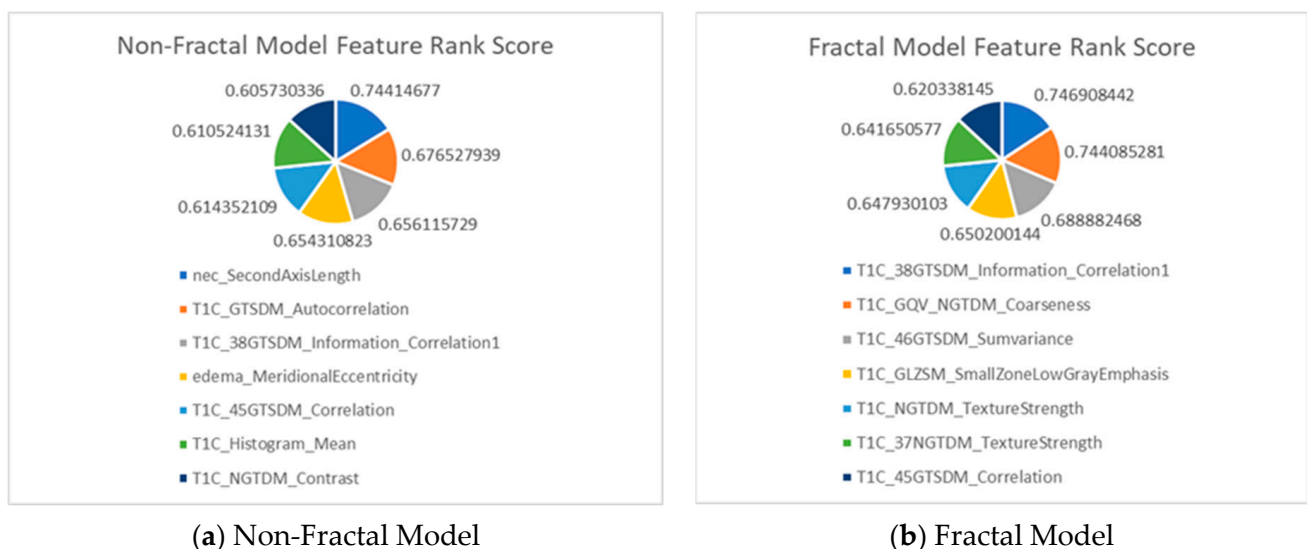 Non-Fractal Model Feature Rank Score
0.605730336
0.74414677
0.610524131
0.676527939
0.614352109
0.656115729
0.654310823
nec_SecondAxisLength
T1C_GTSDM_Autocorrelation
T1C_38GTSDM_Information_Correlation1
edema_MeridionalEccentricity
T1C_45GTSDM_Correlation
T1C_Histogram_Mean
T1C_NGTDM_Contrast
(a) Non-Fractal Model
Fractal Model Feature Rank Score
0.620338145
0.746908442
0.641650577
0.744085281
0.647930103
0.688882468
0.650200144
T1C_38GTSDM_Information_Correlation1
T1C_GQV_NGTDM_Coarseness
T1C_46GTSDM_Sumvariance
T1C_GLZSM_SmallZoneLowGrayEmphasis
T1C_NGTDM_TextureStrength
T1C_37NGTDM_TextureStrength
T1C_45GTSDM_Correlation
(b) Fractal Model